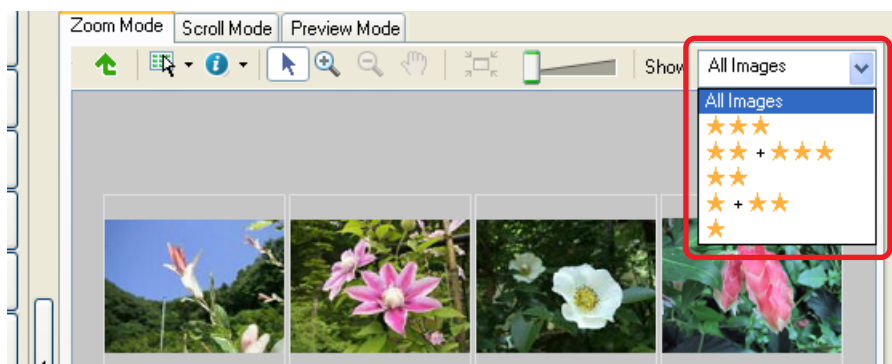 Zoom Mode Scroll Mode Preview Mode
Show All Images
All Images
★★★
★★ + ★★★
★★
★ + ★★
★